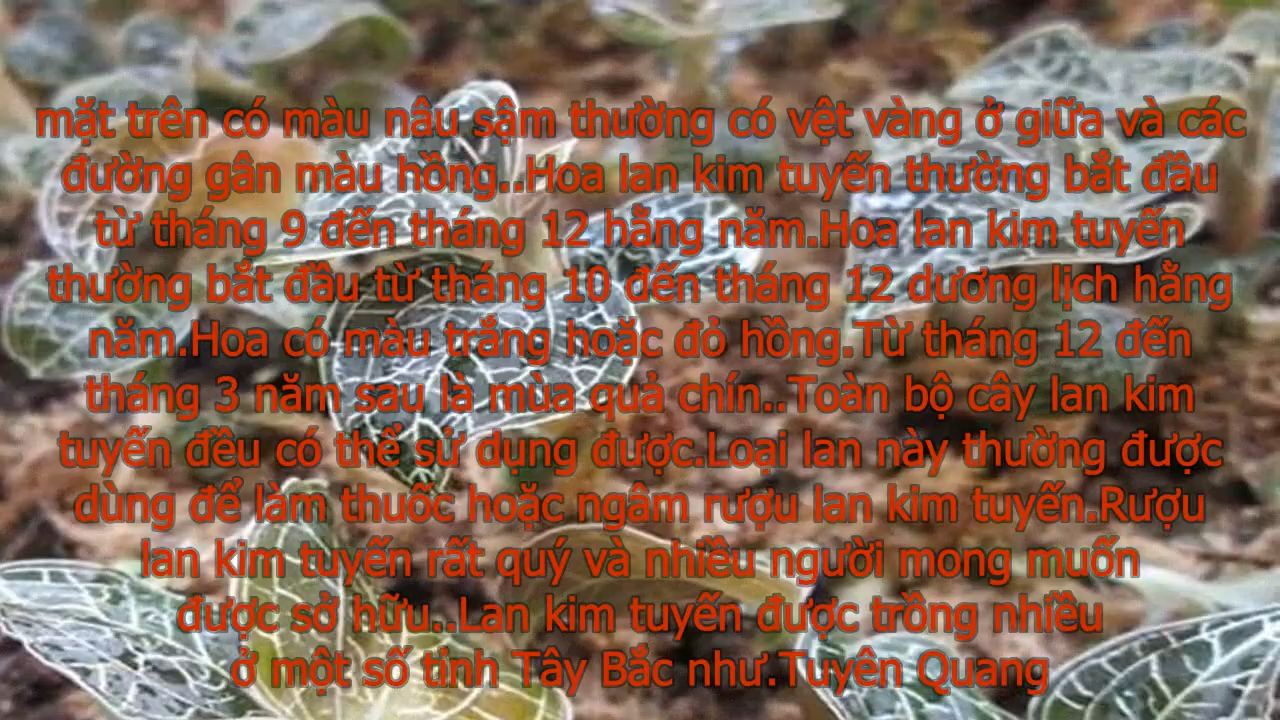 mặt trên có màu nâu sậm thường có vệt vàng ở giữa và các
đường gân màu hồng..Hoa lan kim tuyến thường bắt đầu
từ tháng 9 đến tháng 12 hằng năm.Hoa lan kim tuyến
thường bắt đầu từ tháng 10 đến tháng 12 dương lịch hằng
năm.Hoa có màu trắng hoặc đỏ hồng.Từ tháng 12 đến
tháng 3 năm sau là mùa quả chín..Toàn bộ cây lan kim
tuyến đều có thể sử dụng được.Loại lan này thường được
dùng để làm thuốc hoặc ngâm rượu lan kim tuyến.Rượu
lan kim tuyến rất quý và nhiều người mong muốn
được sở hữu..Lan kim tuyến được trồng nhiều
ở một số tỉnh Tây Bắc như.Tuyên Quang